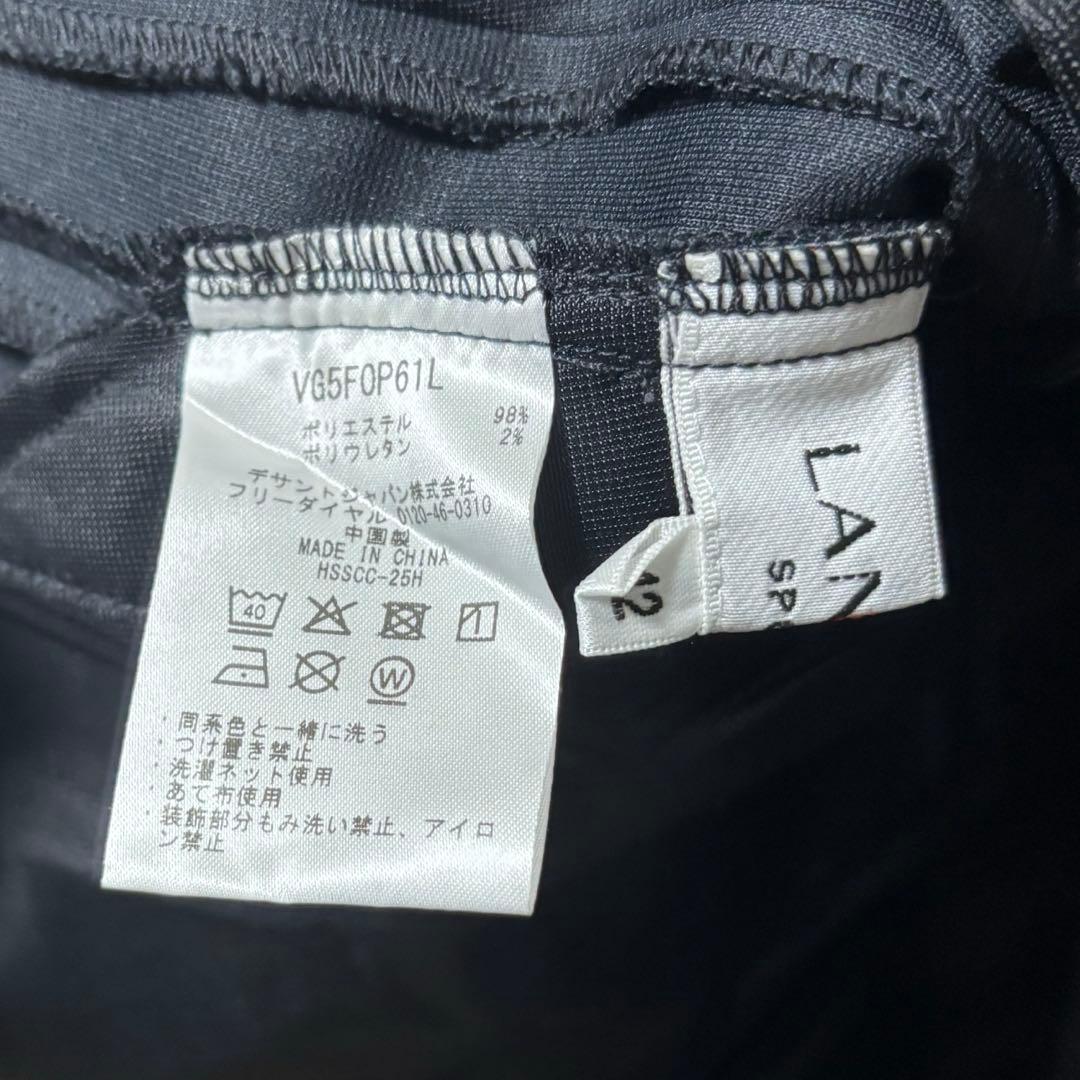 VG5FOP61L
ポリエステル 98%
ポリウレタン 2%
デサントジャパン株式会社
フリーダイヤル 0120-46-0310
中国製
MADE IN CHINA
HSSCC-25H
40
W
・同系色と一緒に洗う
・つけ置き禁止
・洗濯ネット使用
・あて布使用
・装飾部分もみ洗い禁止、アイロ
ン禁止
12
LAN
SP